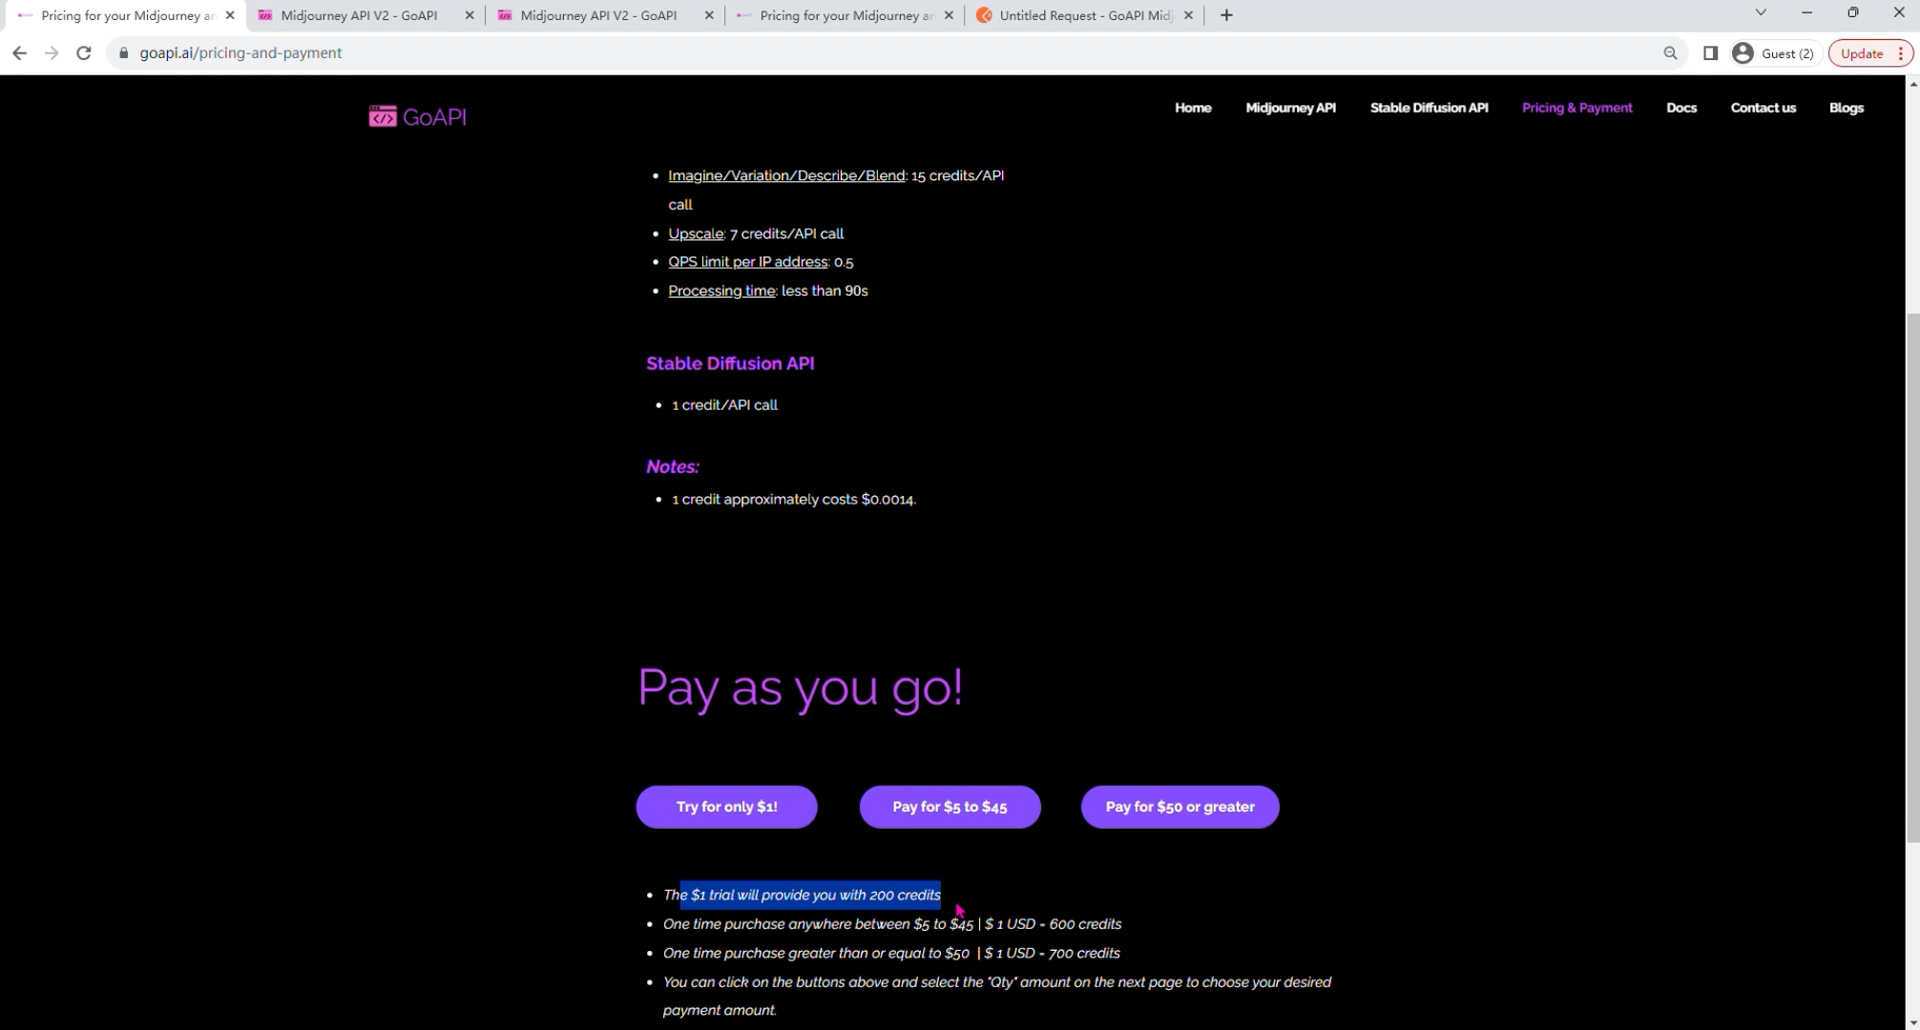 Pricing for your Midjourney an
Midjourney API V2 - GoAPI
Midjourney API V2 - GoAPI
Pricing for your Midjourney an
Untitled Request - GoAPI Midj
goapi.ai/pricing-and-payment
Guest (2)
Update
GoAPI
Home
Midjourney API
Stable Diffusion API
Pricing & Payment
Docs
Contact us
Blogs
• Imagine/Variation/Describe/Blend: 15 credits/API
call
• Upscale: 7 credits/API call
• QPS limit per IP address: 0.5
• Processing time: less than 90s
Stable Diffusion API
• 1 credit/API call
Notes:
• 1 credit approximately costs $0.0014.
Pay as you go!
Try for only $1!
Pay for $5 to $45
Pay for $50 or greater
• The $1 trial will provide you with 200 credits
• One time purchase anywhere between $5 to $45 | $ 1 USD = 600 credits
• One time purchase greater than or equal to $50 | $ 1 USD = 700 credits
• You can click on the buttons above and select the "Qty" amount on the next page to choose your desired
payment amount.